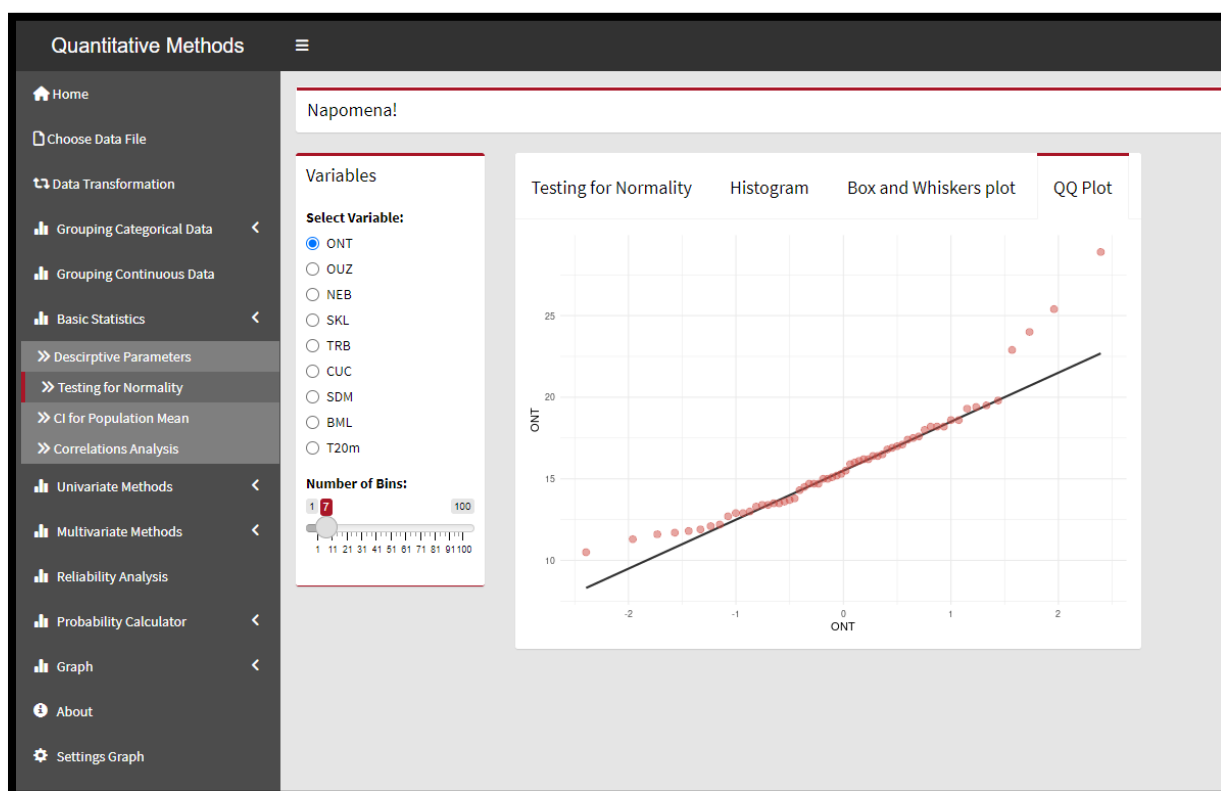 Quantitative Methods
Home
Choose Data File
Data Transformation
Grouping Categorical Data
Grouping Continuous Data
Basic Statistics
Descirptive Parameters
Testing for Normality
CI for Population Mean
Correlations Analysis
Univariate Methods
Multivariate Methods
Reliability Analysis
Probability Calculator
Graph
About
Settings Graph
Napomena!
Variables
Select Variable:
ONT
OUZ
NEB
SKL
TRB
CUC
SDM
BML
T20m
Number of Bins:
1 7 100
1 11 21 31 41 51 61 71 81 91 100
Testing for Normality Histogram Box and Whiskers plot QQ Plot
25
20
15
10
ONT
-2 -1 0 1 2
ONT